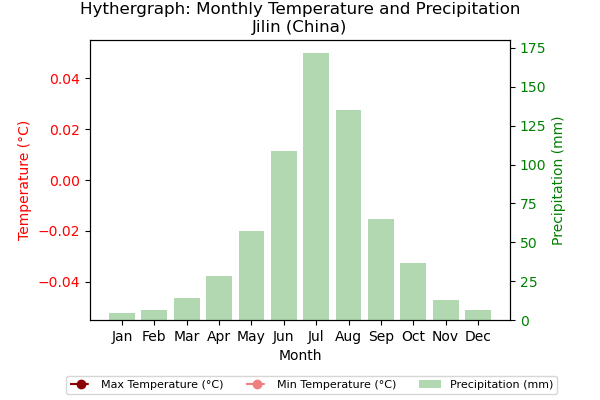 Hythergraph: Monthly Temperature and Precipitation
Jilin (China)
Temperature (°C)
0.04
0.02
0.00
−0.02
−0.04
175
150
125
100
75
50
25
0
Precipitation (mm)
Jan Feb Mar Apr May Jun Jul Aug Sep Oct Nov Dec
Month
Max Temperature (°C) Min Temperature (°C) Precipitation (mm)